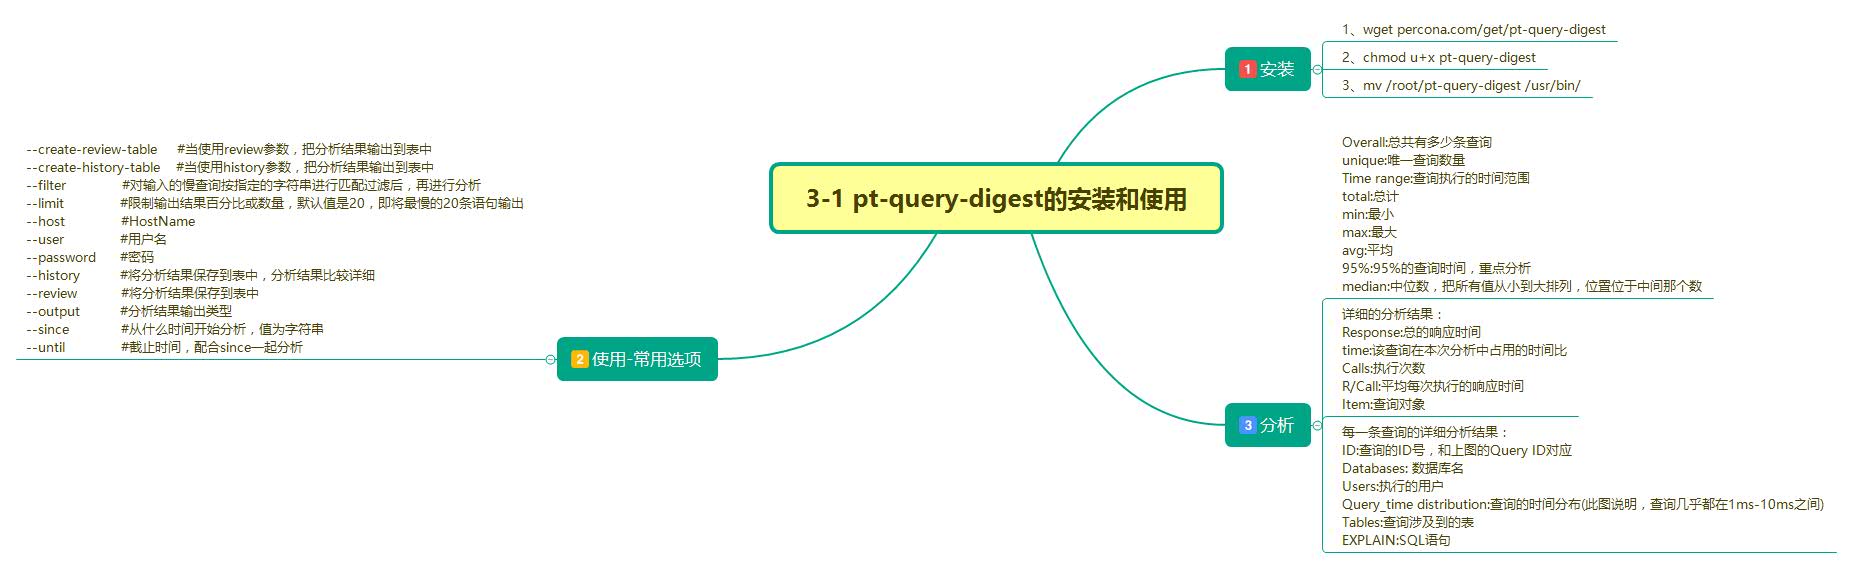 3-1 pt-query-digest的安装和使用
1 安装
1、wget percona.com/get/pt-query-digest
2、chmod u+x pt-query-digest
3、mv /root/pt-query-digest /usr/bin/
2 使用-常用选项
--create-review-table #当使用review参数，把分析结果输出到表中
--create-history-table #当使用history参数，把分析结果输出到表中
--filter #对输入的慢查询按指定的字符串进行匹配过滤后，再进行分析
--limit #限制输出结果百分比或数量，默认值是20，即将最慢的20条语句输出
--host #HostName
--user #用户名
--password #密码
--history #将分析结果保存到表中，分析结果比较详细
--review #将分析结果保存到表中
--output #分析结果输出类型
--since #从什么时间开始分析，值为字符串
--until #截止时间，配合since一起分析
3 分析
Overall:总共有多少条查询
unique:唯一查询数量
Time range:查询执行的时间范围
total:总计
min:最小
max:最大
avg:平均
95%:95%的查询时间，重点分析
median:中位数，把所有值从小到大排列，位置位于中间那个数
详细的分析结果：
Response:总的响应时间
time:该查询在本次分析中占用的时间比
Calls:执行次数
R/Call:平均每次执行的响应时间
Item:查询对象
每一条查询的详细分析结果：
ID:查询的ID号，和上图的Query ID对应
Databases: 数据库名
Users:执行的用户
Query_time distribution:查询的时间分布(此图说明，查询几乎都在1ms-10ms之间)
Tables:查询涉及到的表
EXPLAIN:SQL语句